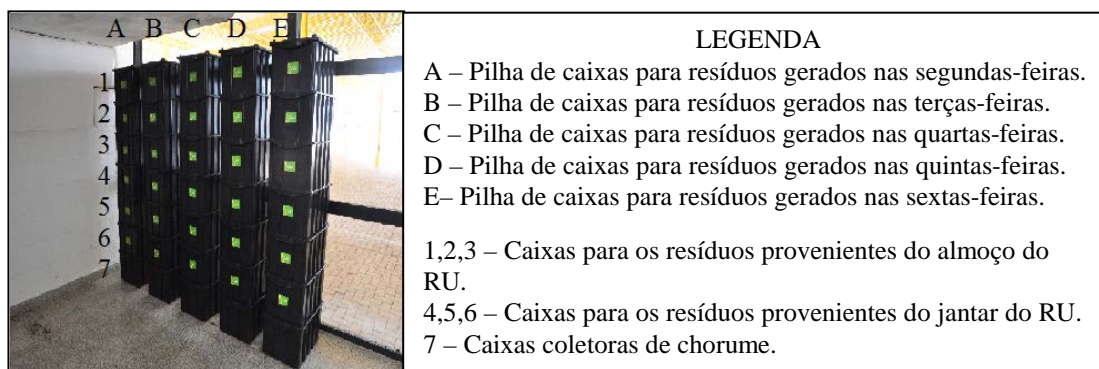 A B C D E
1
2
3
4
5
6
7
LEGENDA
A – Pilha de caixas para resíduos gerados nas segundas-feiras.
B – Pilha de caixas para resíduos gerados nas terças-feiras.
C – Pilha de caixas para resíduos gerados nas quartas-feiras.
D – Pilha de caixas para resíduos gerados nas quintas-feiras.
E– Pilha de caixas para resíduos gerados nas sextas-feiras.
1,2,3 – Caixas para os resíduos provenientes do almoço do
RU.
4,5,6 – Caixas para os resíduos provenientes do jantar do RU.
7 – Caixas coletoras de chorume.